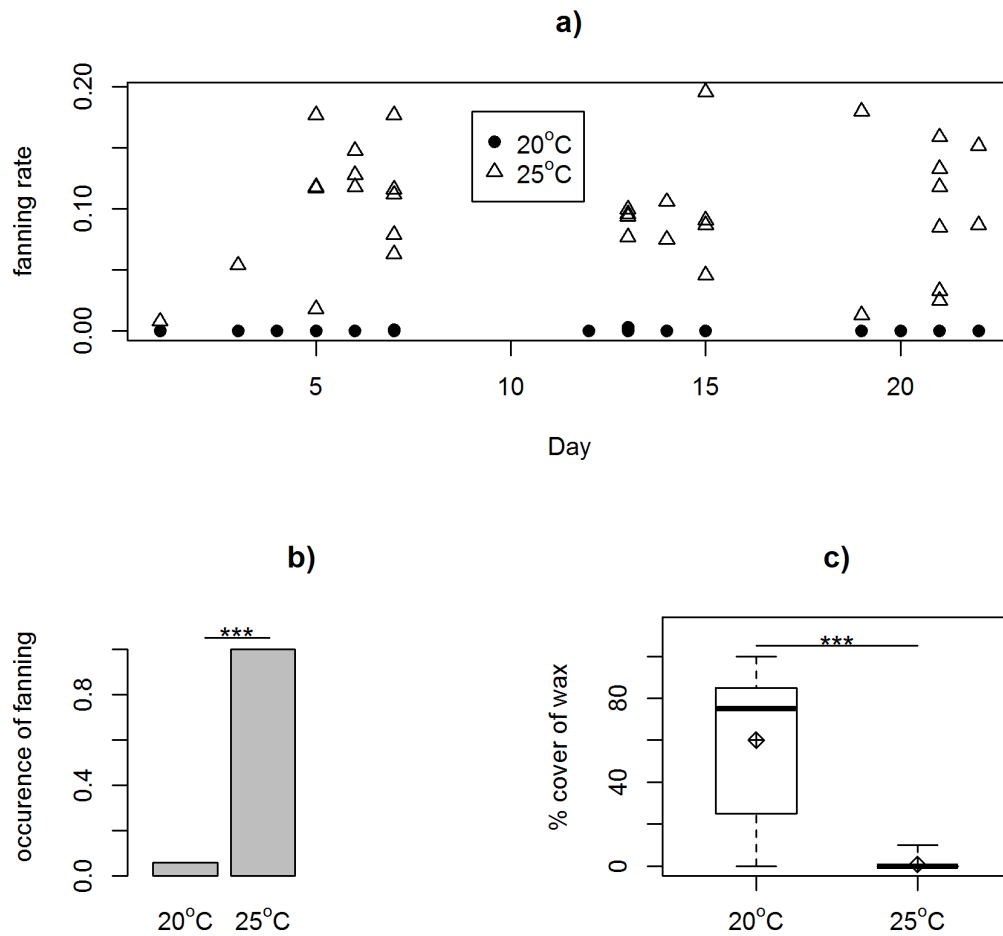 a)
fanning rate
0.00
0.10
0.20
20°C
25°C
5
10
15
20
Day
b)
occurence of fanning
0.0
0.4
0.8
***
20°C
25°C
c)
% cover of wax
0
40
80
***
20°C
25°C